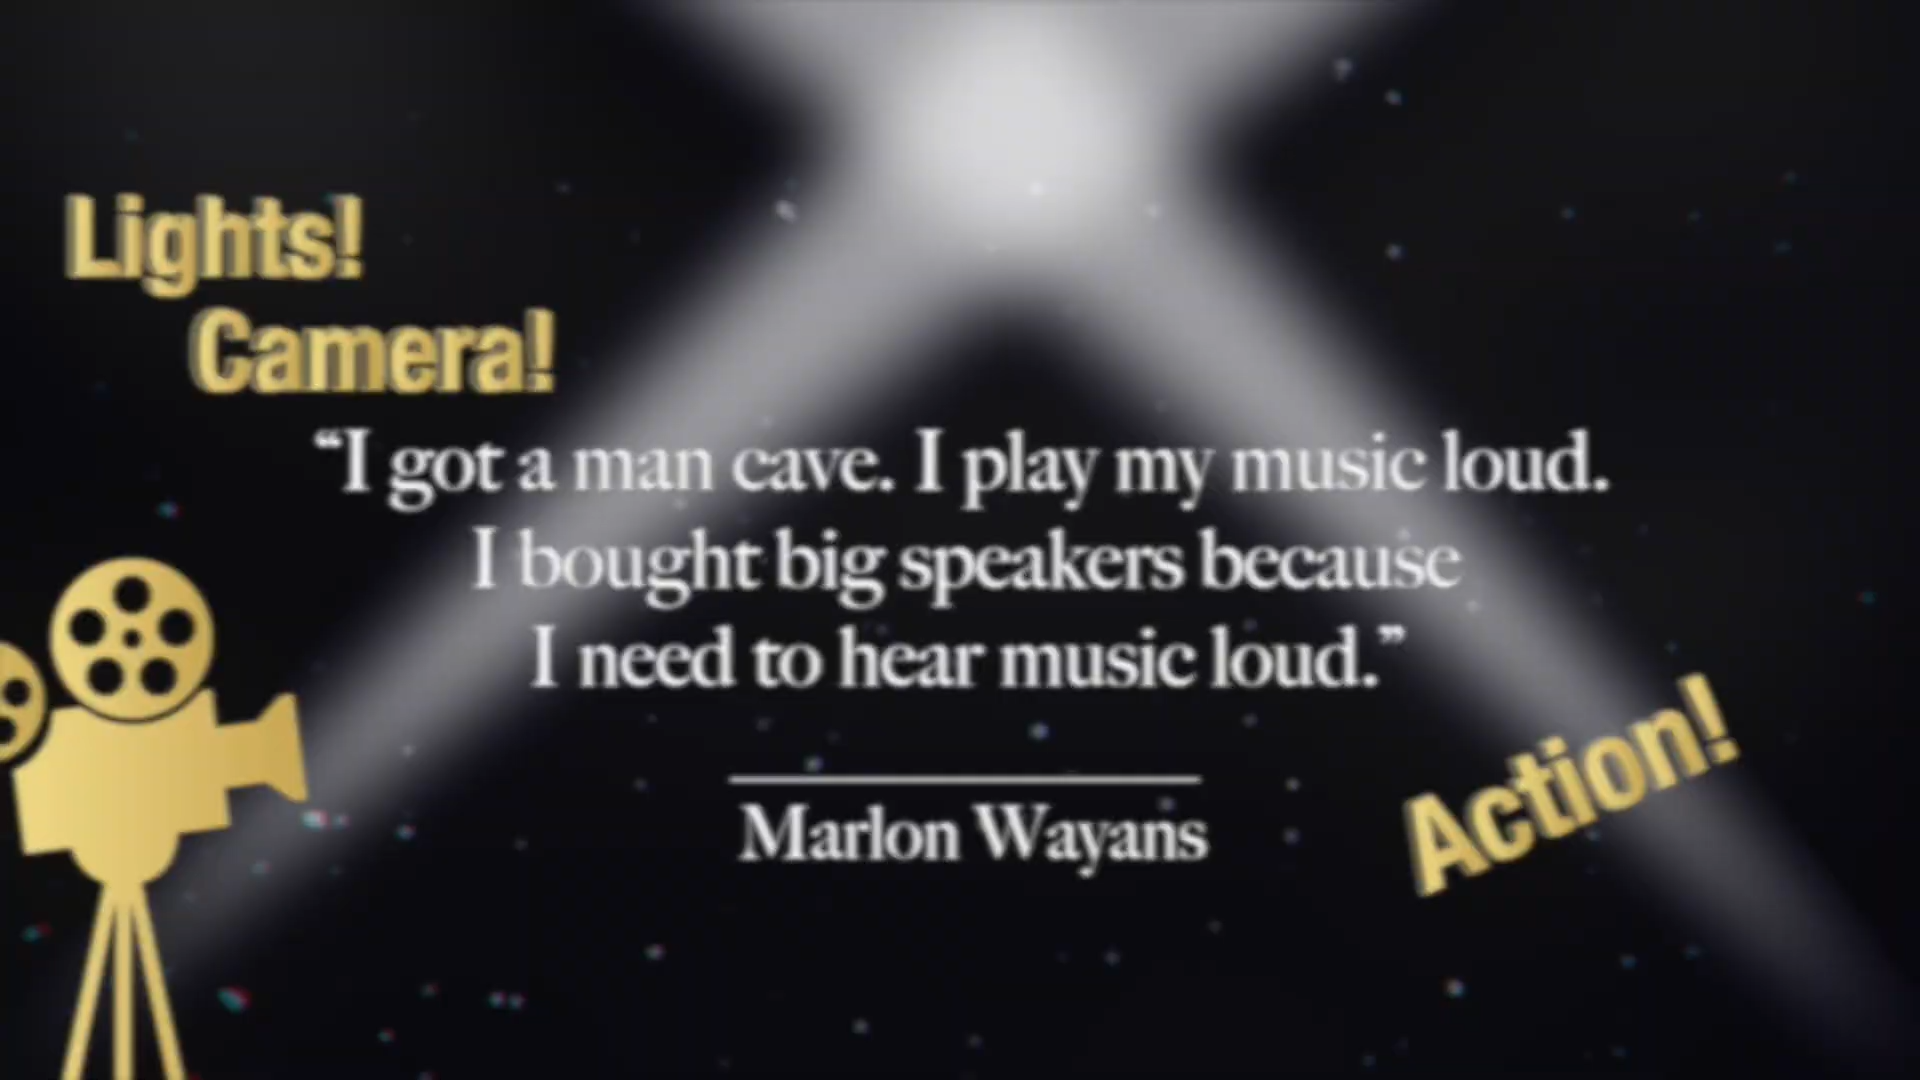 Lights!
Camera!
“I got a man cave. I play my music loud.
I bought big speakers because
I need to hear music loud.”
Marlon Wayans
Action!